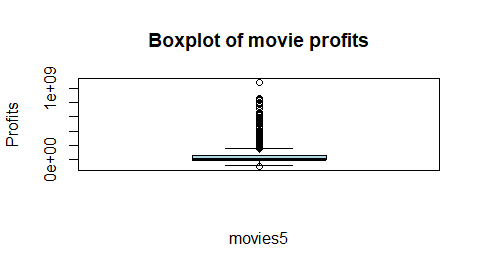 Boxplot of movie profits
Profits
1e+09
0e+00
movies5